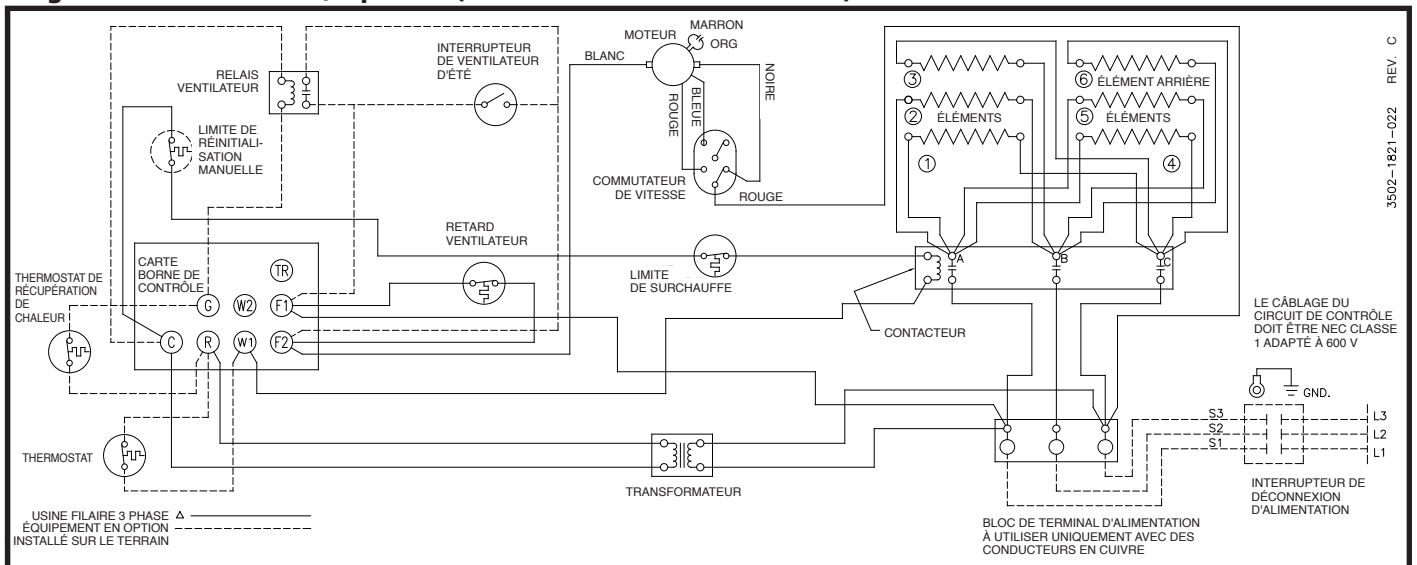 MARRON
MOTEUR
ORG
BLANC
INTERRUPTEUR
DE VENTILATEUR
D'ÉTÉ
RELAIS
VENTILATEUR
NOIRE
BLEUE
ROUGE
LIMITE DE
RÉINITIALI-
SATION
MANUELLE
COMMUTATEUR
DE VITESSE
ROUGE
3
6 ÉLÉMENT ARRIÈRE
2 ÉLÉMENTS
5 ÉLÉMENTS
1
4
3502-1821-022 REV. C
RETARD
VENTILATEUR
CARTE
BORNE DE
CONTRÔLE
TR
G W2 F1
C R W1 F2
THERMOSTAT DE
RÉCUPÉRATION
DE
CHALEUR
LIMITE
DE SURCHAUFFE
A B C
CONTACTEUR
LE CÂBLAGE DU
CIRCUIT DE CONTRÔLE
DOIT ÊTRE NEC CLASSE
1 ADAPTÉ À 600 V
GND.
S3 L3
S2 L2
S1 L1
THERMOSTAT
TRANSFORMATEUR
INTERRUPTEUR DE
DÉCONNEXION
D'ALIMENTATION
BLOC DE TERMINAL D'ALIMENTATION
À UTILISER UNIQUEMENT AVEC DES
CONDUCTEURS EN CUIVRE
USINE FILAIRE 3 PHASE Δ
ÉQUIPEMENT EN OPTION
INSTALLÉ SUR LE TERRAIN